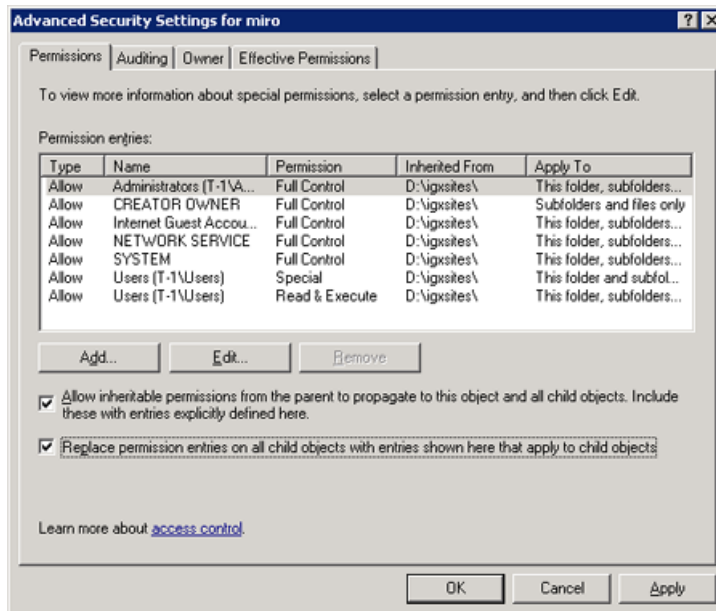 Advanced Security Settings for miro
Permissions Auditing Owner Effective Permissions
To view more information about special permissions, select a permission entry, and then click Edit.
Permission entries:
Type Name Permission Inherited From Apply To
Allow Administrators (T-1\A... Full Control D:\igxsites\ This folder, subfolders...
Allow CREATOR OWNER Full Control D:\igxsites\ Subfolders and files only
Allow Internet Guest Accou... Full Control D:\igxsites\ This folder, subfolders...
Allow NETWORK SERVICE Full Control D:\igxsites\ This folder, subfolders...
Allow SYSTEM Full Control D:\igxsites\ This folder, subfolders...
Allow Users (T-1\Users) Special D:\igxsites\ This folder and subfol...
Allow Users (T-1\Users) Read & Execute D:\igxsites\ This folder, subfolders...
Add... Edit... Remove
Allow inheritable permissions from the parent to propagate to this object and all child objects. Include
these with entries explicitly defined here.
Replace permission entries on all child objects with entries shown here that apply to child objects
Learn more about access control.
OK Cancel Apply